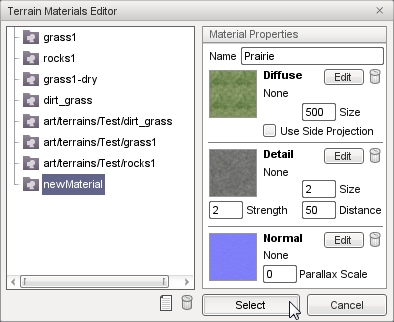 Terrain Materials Editor
grass1
rocks1
grass1-dry
dirt_grass
art/terrains/Test/dirt_grass
art/terrains/Test/grass1
art/terrains/Test/rocks1
newMaterial
Material Properties
Name Prairie
Diffuse Edit
None
500 Size
Use Side Projection
Detail Edit
None
2 Size
2 Strength 50 Distance
Normal Edit
None
0 Parallax Scale
Select Cancel